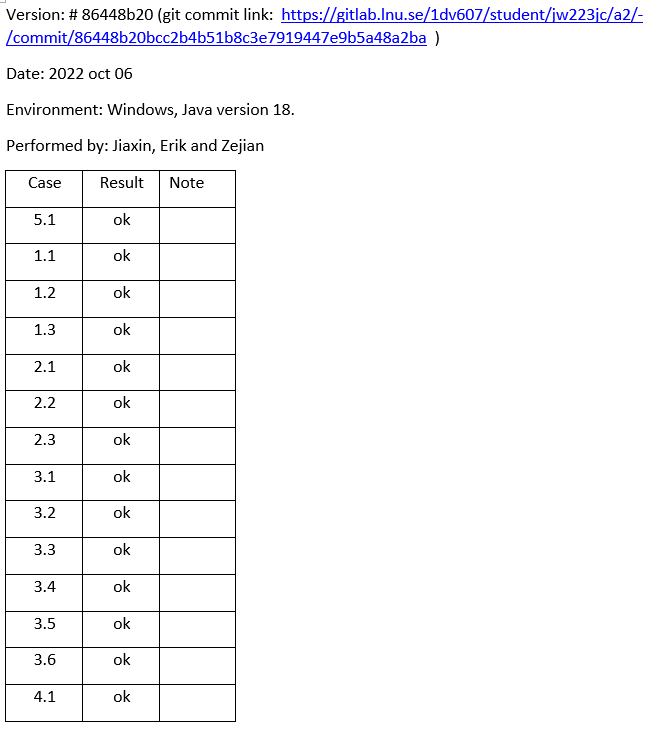 Version: # 86448b20 (git commit link:  https://gitlab.lnu.se/1dv607/student/jw223jc/a2/-
/commit/86448b20bcc2b4b51b8c3e7919447e9b5a48a2ba  )
Date: 2022 oct 06
Environment: Windows, Java version 18.
Performed by: Jiaxin, Erik and Zejian
Case Result Note
5.1 ok
1.1 ok
1.2 ok
1.3 ok
2.1 ok
2.2 ok
2.3 ok
3.1 ok
3.2 ok
3.3 ok
3.4 ok
3.5 ok
3.6 ok
4.1 ok